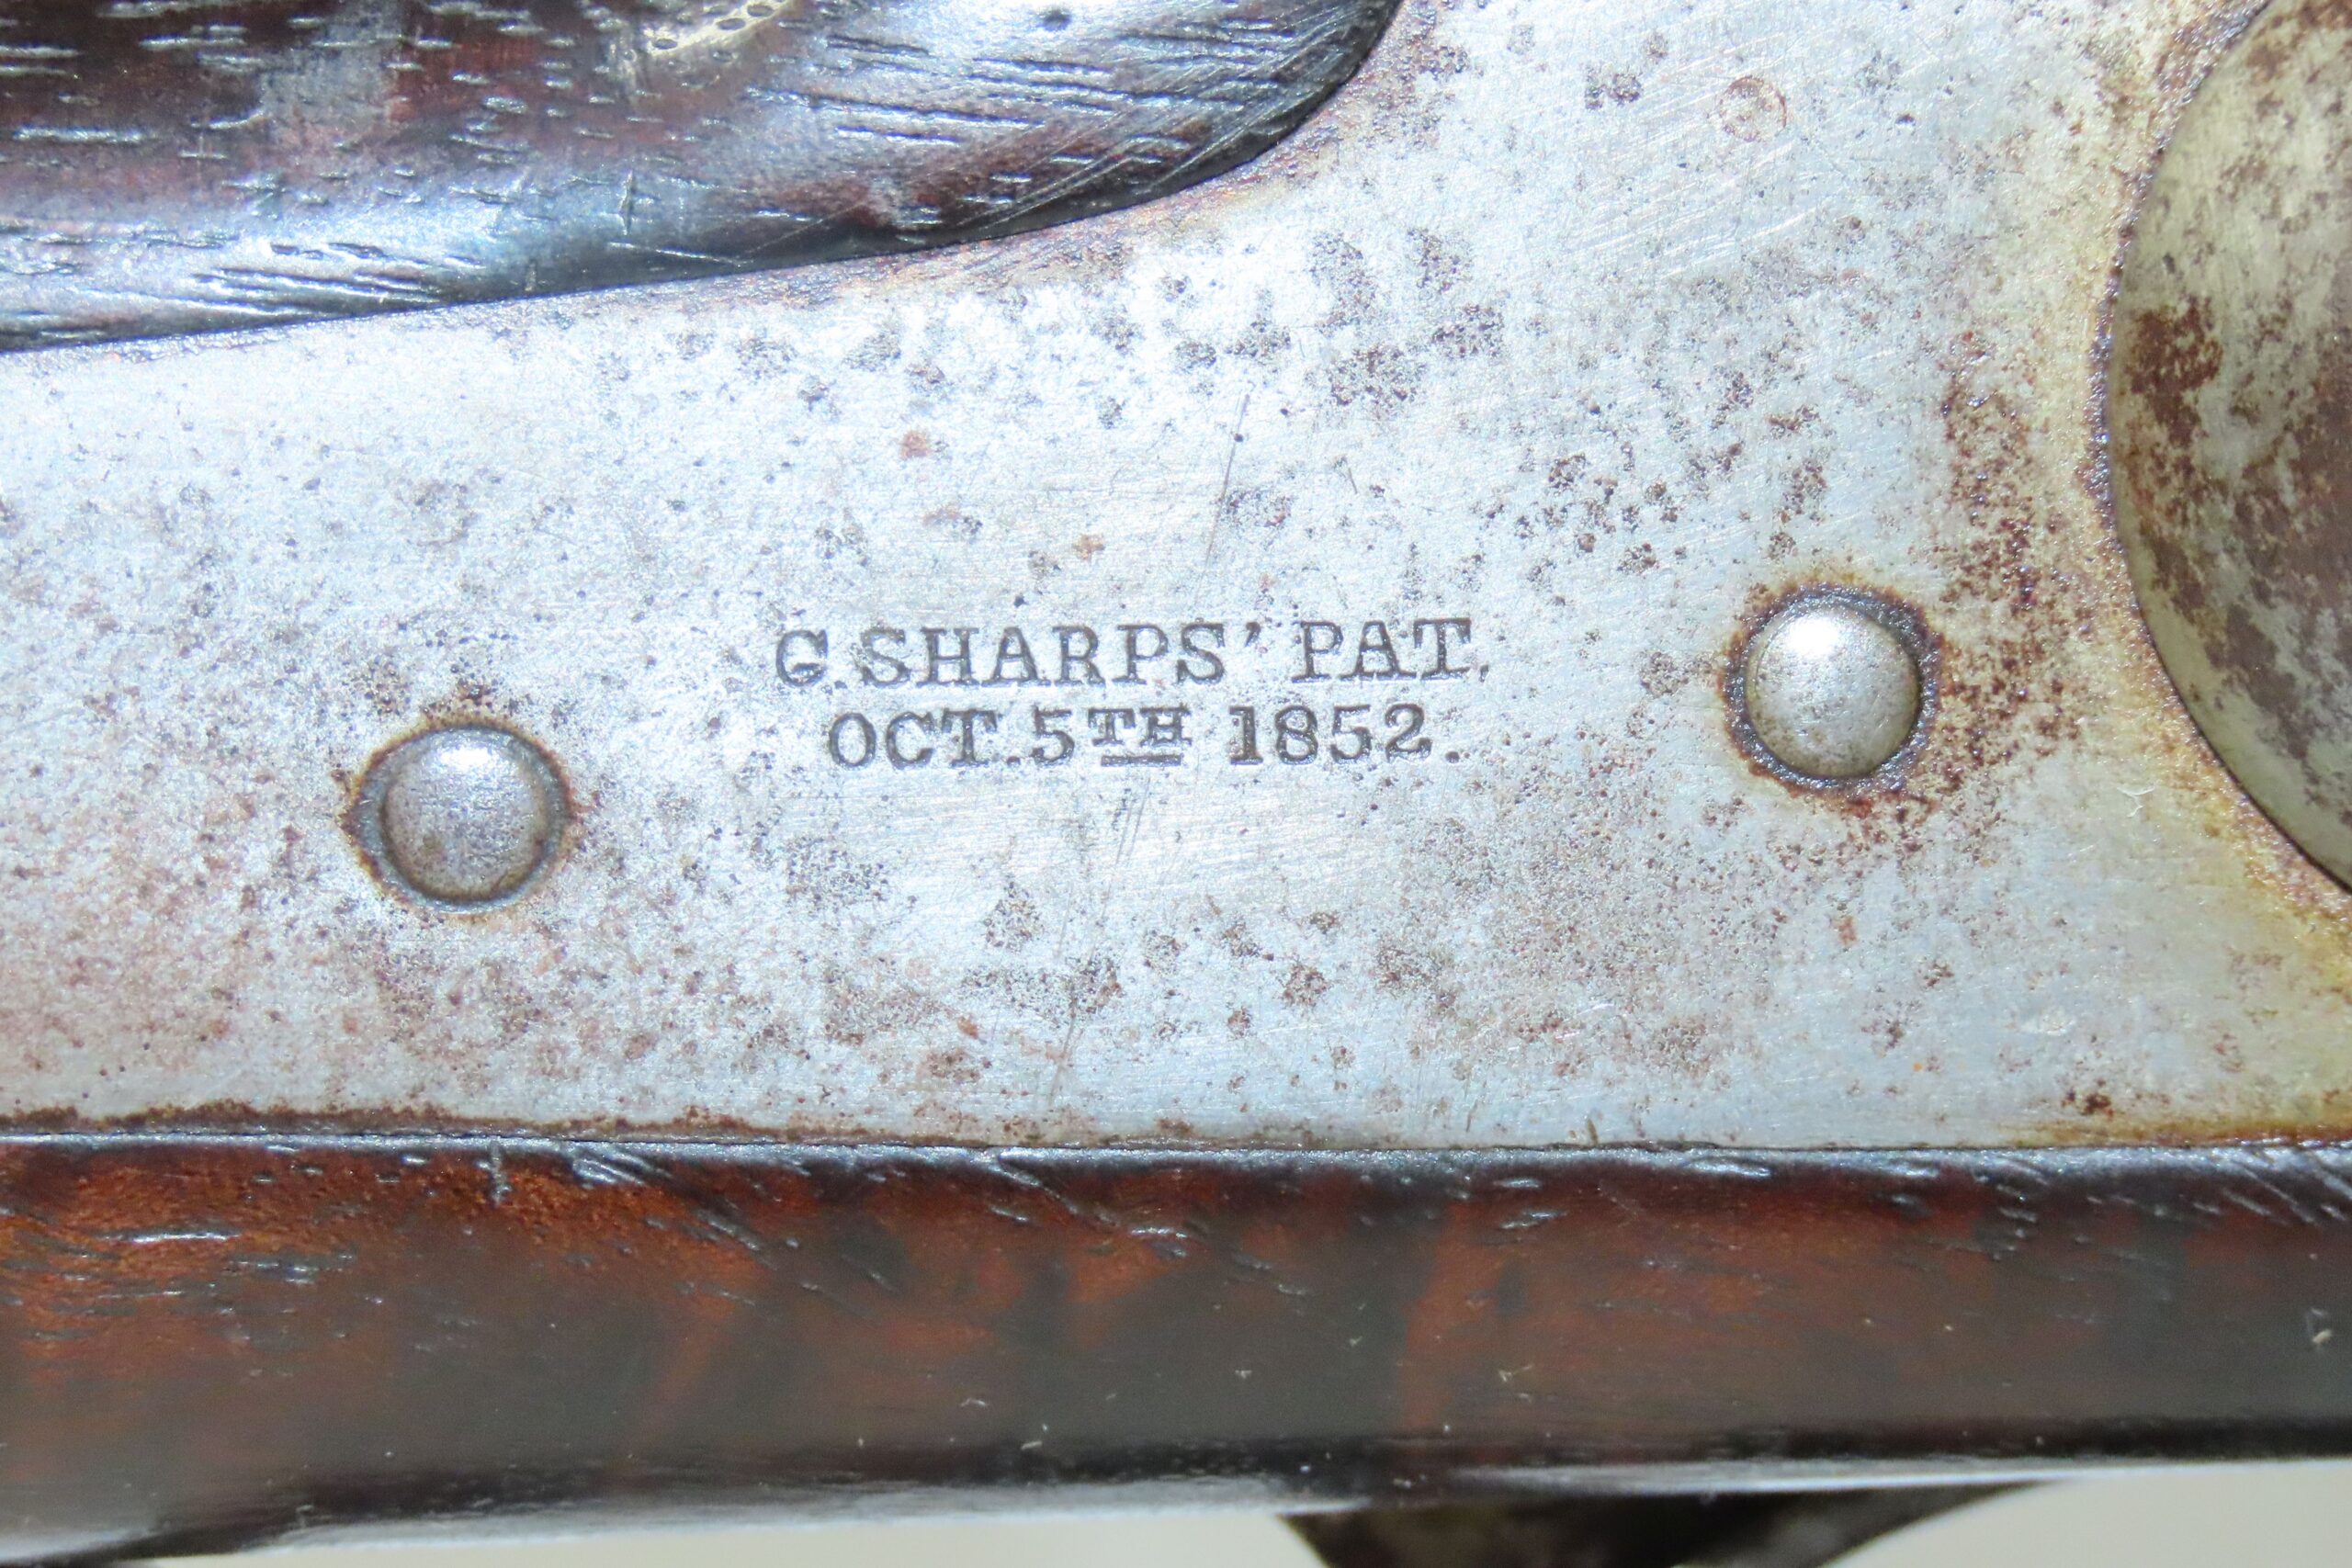 G. SHARPS' PAT.
OCT. 5TH 1852.